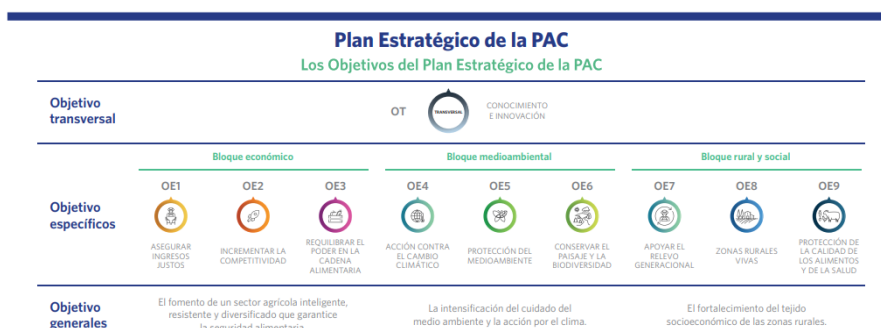 Plan Estratégico de la PAC
Los Objetivos del Plan Estratégico de la PAC
Objetivo
transversal
OT
TRANSVERSAL
CONOCIMIENTO
E INNOVACIÓN
Bloque económico
Bloque medioambiental
Bloque rural y social
Objetivo
específicos
OE1
OE2
OE3
OE4
OE5
OE6
OE7
OE8
OE9
ASEGURAR
INGRESOS
JUSTOS
INCREMENTAR LA
COMPETITIVIDAD
REQUILIBRAR EL
PODER EN LA
CADENA
ALIMENTARIA
ACCIÓN CONTRA
EL CAMBIO
CLIMÁTICO
PROTECCIÓN DEL
MEDIOAMBIENTE
CONSERVAR EL
PAISAJE Y LA
BIODIVERSIDAD
APOYAR EL
RELEVO
GENERACIONAL
ZONAS RURALES
VIVAS
PROTECCIÓN DE
LA CALIDAD DE
LOS ALIMENTOS
Y DE LA SALUD
Objetivo
generales
El fomento de un sector agrícola inteligente,
resistente y diversificado que garantice
la seguridad alimentaria.
La intensificación del cuidado del
medio ambiente y la acción por el clima.
El fortalecimiento del tejido
socioeconómico de las zonas rurales.